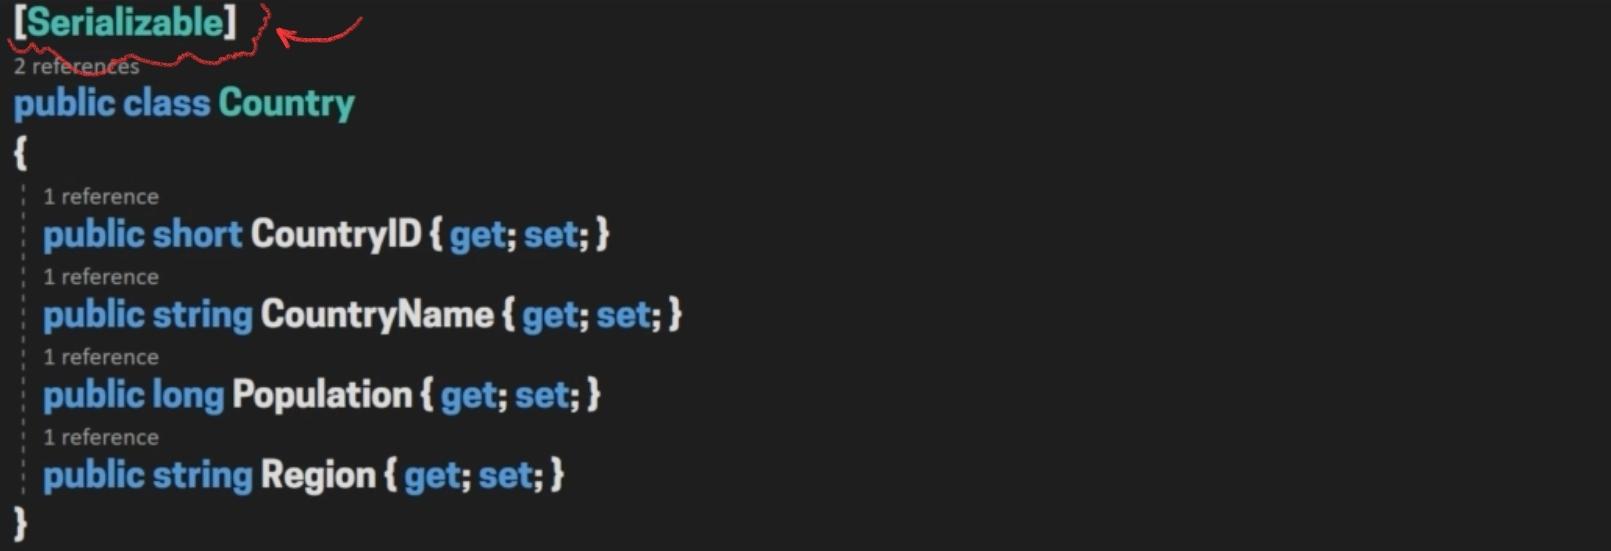 [Serializable]
2 references
public class Country
{
1 reference
public short CountryID { get; set; }
1 reference
public string CountryName { get; set; }
1 reference
public long Population { get; set; }
1 reference
public string Region { get; set; }
}